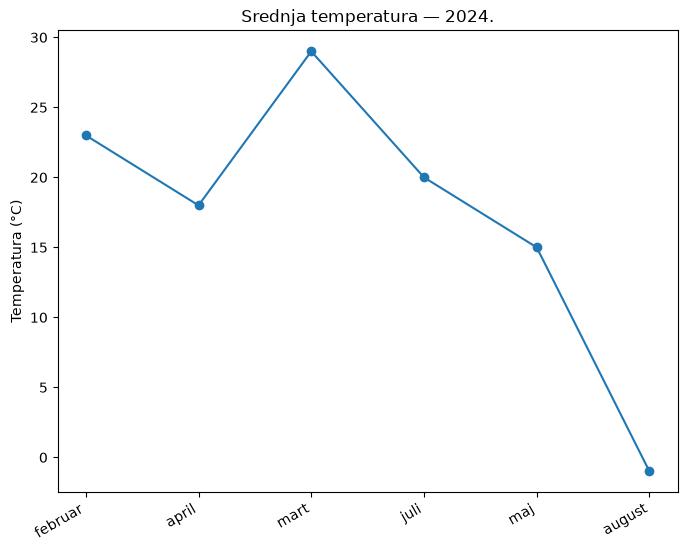 Srednja temperatura — 2024.
Temperatura (°C)
30
25
20
15
10
5
0
februar
april
mart
juli
maj
august